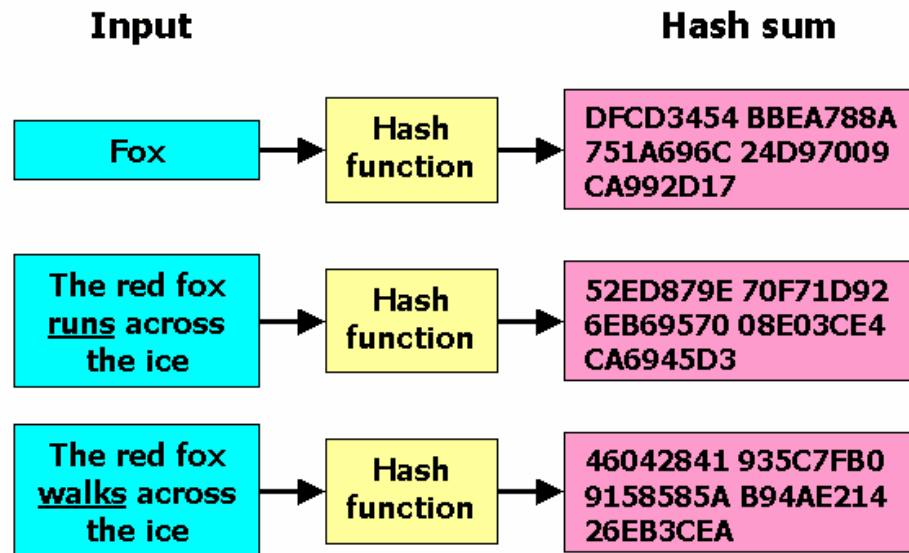 Input Hash sum
Fox
Hash
function
DFCD3454 BBEA788A
751A696C 24D97009
CA992D17
The red fox
runs across
the ice
Hash
function
52ED879E 70F71D92
6EB69570 08E03CE4
CA6945D3
The red fox
walks across
the ice
Hash
function
46042841 935C7FB0
9158585A B94AE214
26EB3CEA